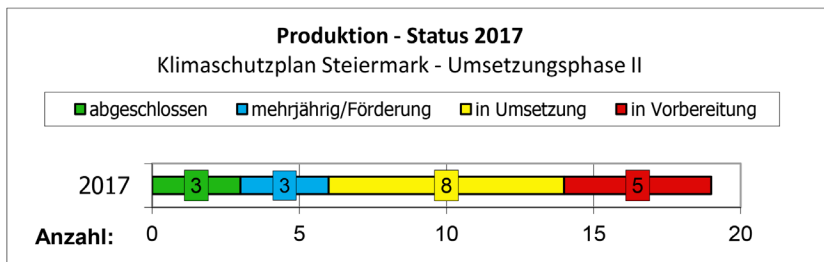 Produktion - Status 2017
Klimaschutzplan Steiermark - Umsetzungsphase II
abgeschlossen mehrjährig/Förderung in Umsetzung in Vorbereitung
2017 3 3 8 5
Anzahl: 0 5 10 15 20